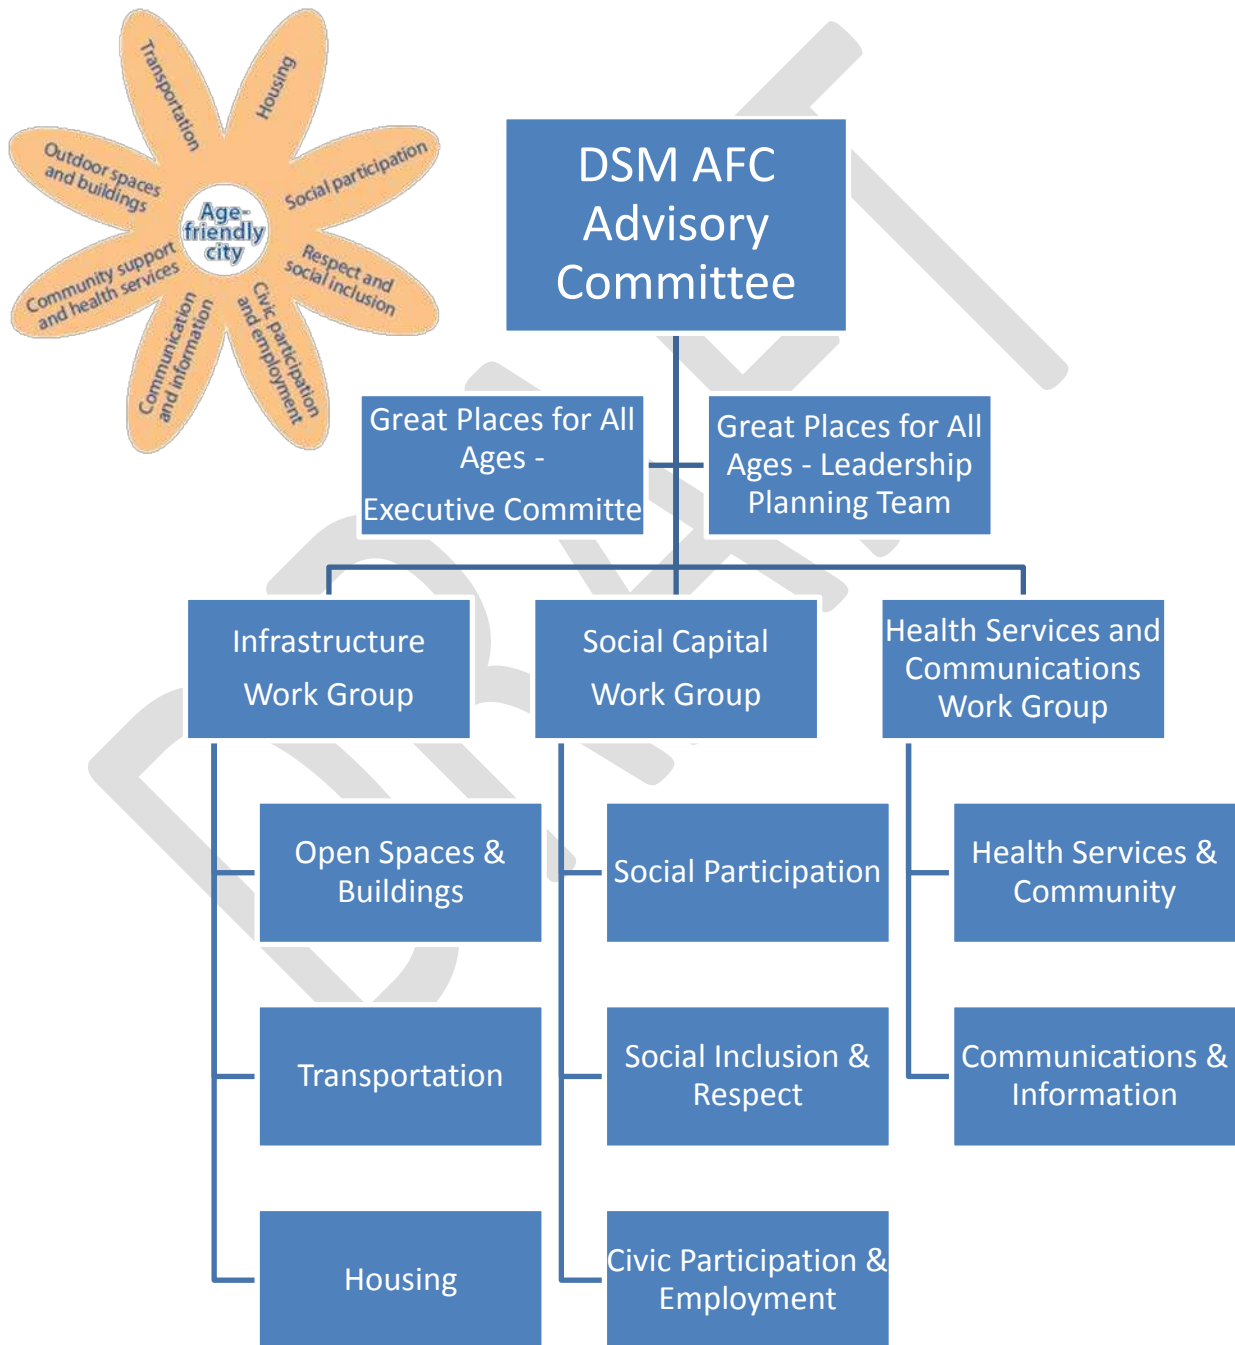 Transportation
Housing
Outdoor spaces
and buildings
Social participation
Age-
friendly
city
Community support
and health services
Respect and
social inclusion
Communication
and information
Civic participation
and employment
DSM AFC
Advisory
Committee
Great Places for All
Ages -
Executive Committe
Great Places for All
Ages - Leadership
Planning Team
Infrastructure
Work Group
Social Capital
Work Group
Health Services and
Communications
Work Group
Open Spaces &
Buildings
Social Participation
Health Services &
Community
Transportation
Social Inclusion &
Respect
Communications &
Information
Housing
Civic Participation &
Employment
DRAFT